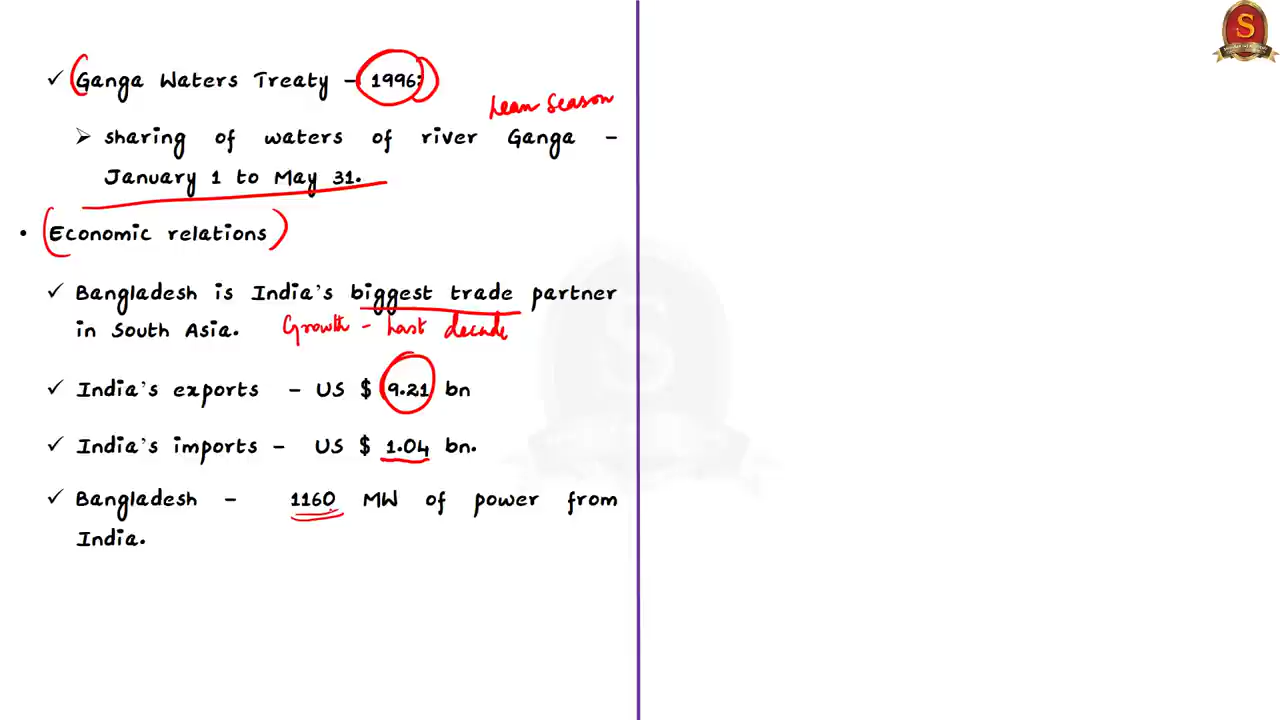 ✓ Ganga Waters Treaty – 1996:
Lean Season
➢ sharing of waters of river Ganga –
January 1 to May 31.
• Economic relations
✓ Bangladesh is India's biggest trade partner
in South Asia. Growth - Last decade
✓ India's exports – US $ 9.21 bn
✓ India's imports – US $ 1.04 bn.
✓ Bangladesh – 1160 MW of power from
India.
S